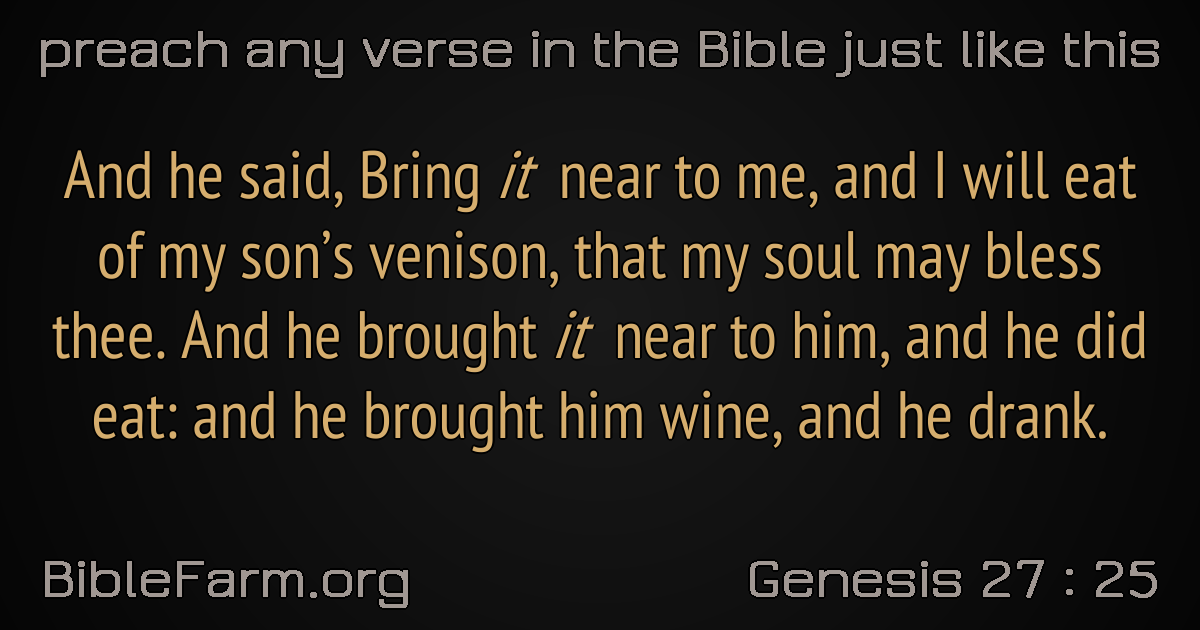 preach any verse in the Bible just like this
And he said, Bring it near to me, and I will eat
of my son’s venison, that my soul may bless
thee. And he brought it near to him, and he did
eat: and he brought him wine, and he drank.
BibleFarm.org
Genesis 27 : 25